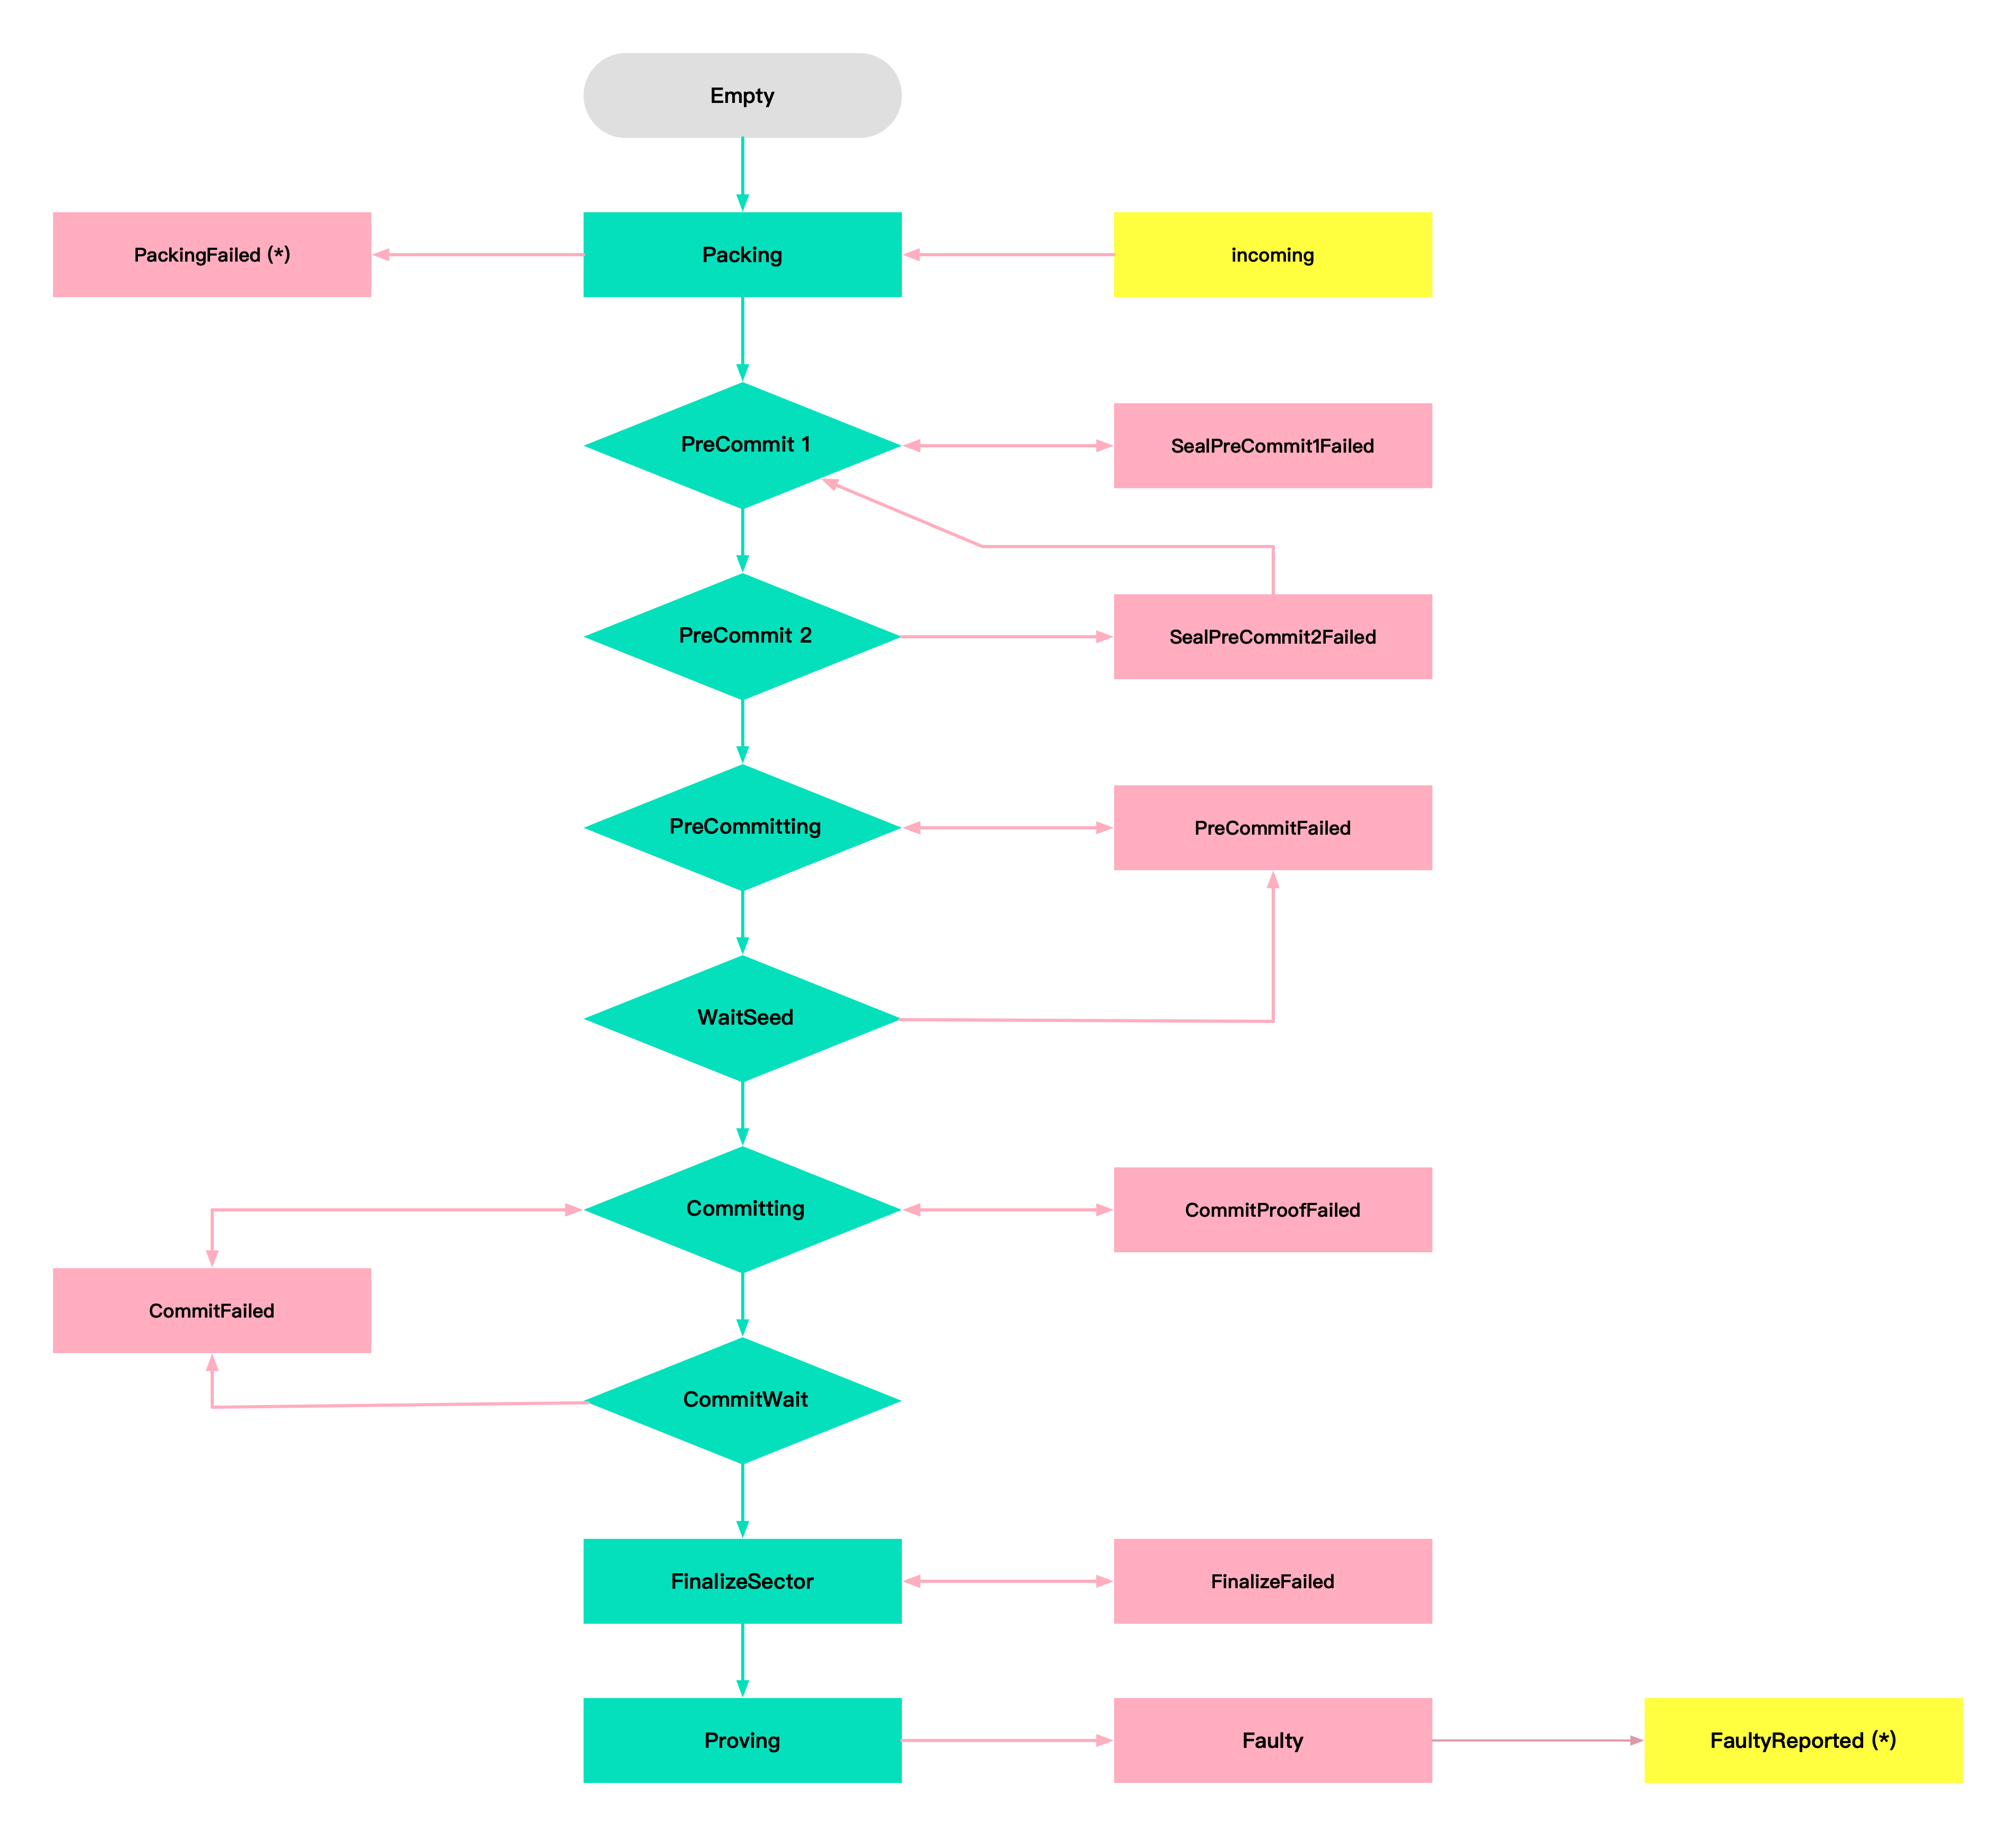 Empty
PackingFailed (*)
Packing
incoming
PreCommit 1
SealPreCommit1Failed
PreCommit 2
SealPreCommit2Failed
PreCommitting
PreCommitFailed
WaitSeed
Committing
CommitProofFailed
CommitFailed
CommitWait
FinalizeSector
FinalizeFailed
Proving
Faulty
FaultyReported (*)